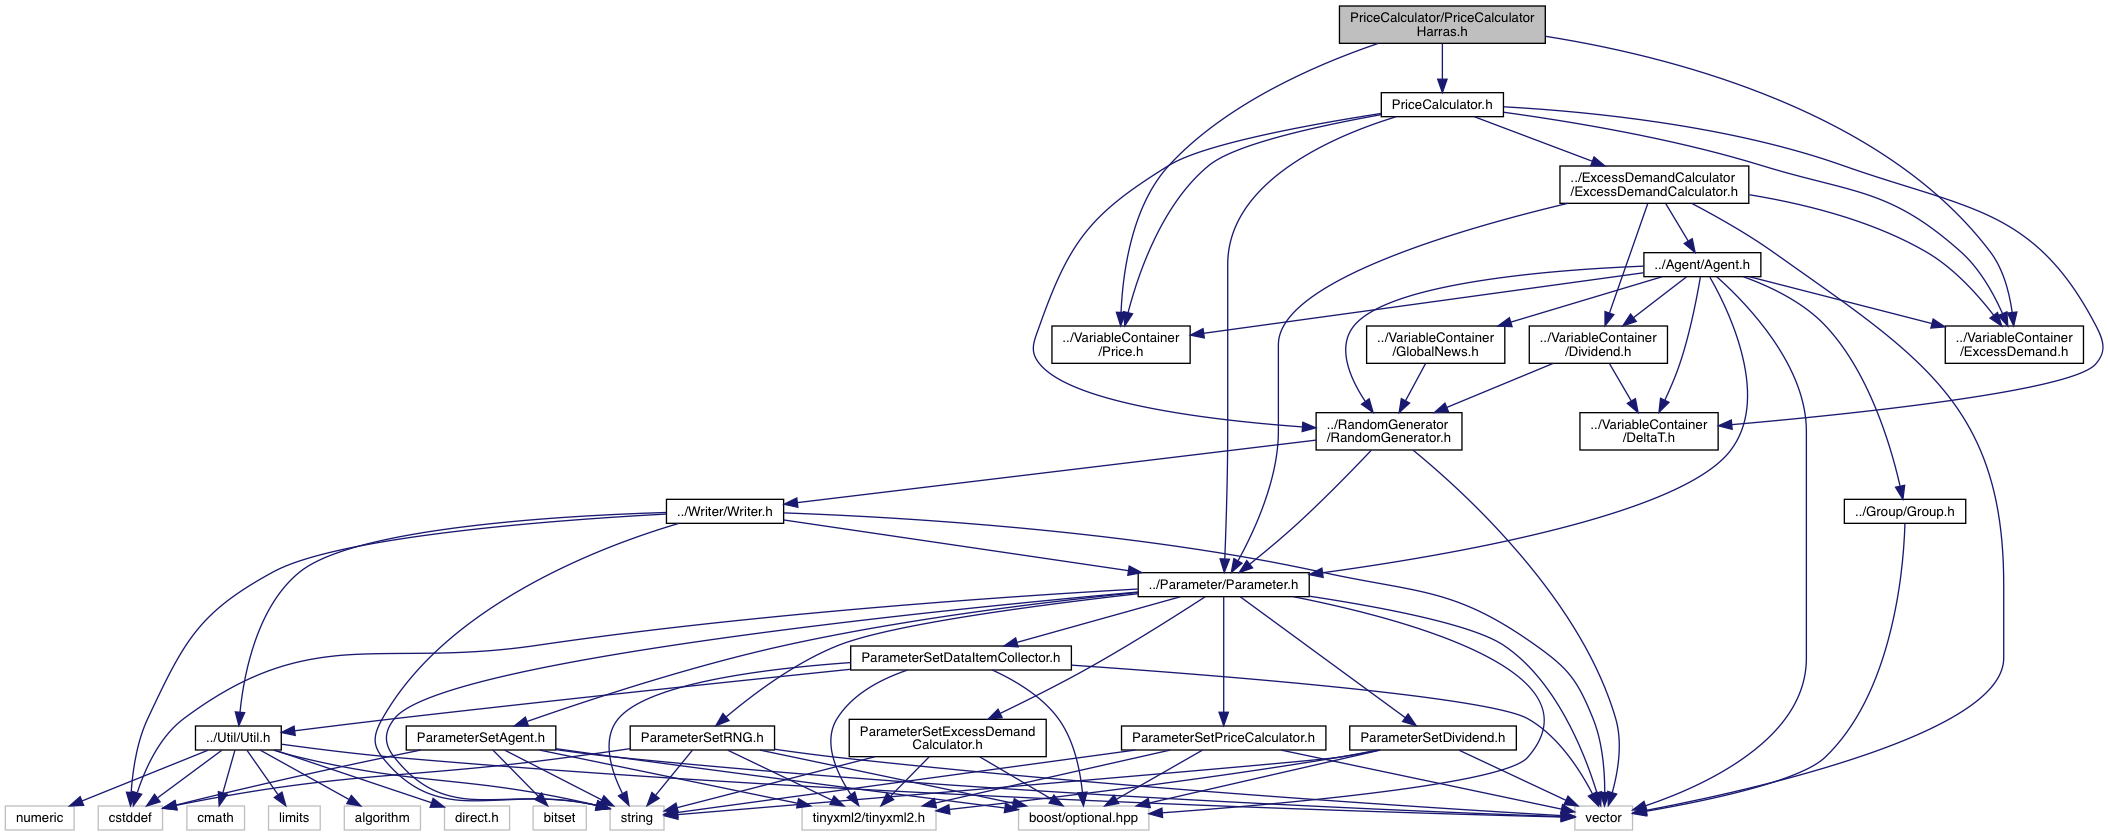 PriceCalculator/PriceCalculator
Harras.h
PriceCalculator.h
../ExcessDemandCalculator
/ExcessDemandCalculator.h
../Agent/Agent.h
../VariableContainer
/Price.h
../VariableContainer
/GlobalNews.h
../VariableContainer
/Dividend.h
../VariableContainer
/ExcessDemand.h
../RandomGenerator
/RandomGenerator.h
../VariableContainer
/DeltaT.h
../Writer/Writer.h
../Group/Group.h
../Parameter/Parameter.h
ParameterSetDataItemCollector.h
../Util/Util.h
ParameterSetAgent.h
ParameterSetRNG.h
ParameterSetExcessDemand
Calculator.h
ParameterSetPriceCalculator.h
ParameterSetDividend.h
numeric
cstddef
cmath
limits
algorithm
direct.h
bitset
string
tinyxml2/tinyxml2.h
boost/optional.hpp
vector